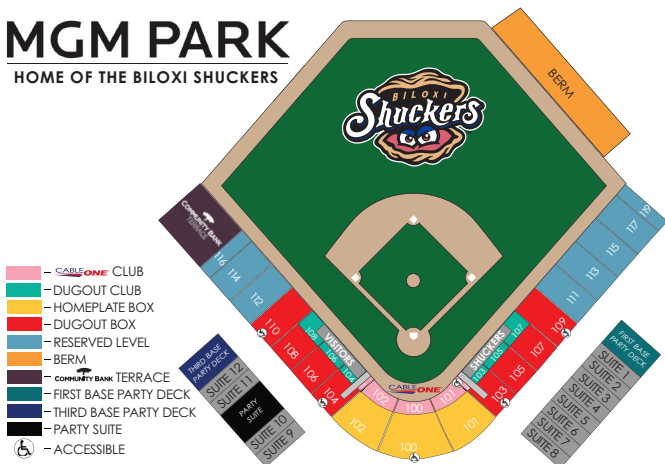 MGM PARK
HOME OF THE BILOXI SHUCKERS
BERM
BILOXI
Shuckers
COMMUNITY BANK
TERRACE
119
117
115
113
111
109
107
105
103
116
114
112
110
108
106
104
108
106
104
VISITORS
SHUCKERS
107
105
103
CABLE ONE
102
100
101
102
100
101
THIRD BASE
PARTY DECK
SUITE 12
SUITE 11
PARTY
SUITE
SUITE 10
SUITE 9
FIRST BASE
PARTY DECK
SUITE 1
SUITE 2
SUITE 3
SUITE 4
SUITE 5
SUITE 6
SUITE 7
SUITE 8
– CABLE ONE CLUB
– DUGOUT CLUB
– HOMEPLATE BOX
– DUGOUT BOX
– RESERVED LEVEL
– BERM
– COMMUNITY BANK TERRACE
– FIRST BASE PARTY DECK
– THIRD BASE PARTY DECK
– PARTY SUITE
– ACCESSIBLE